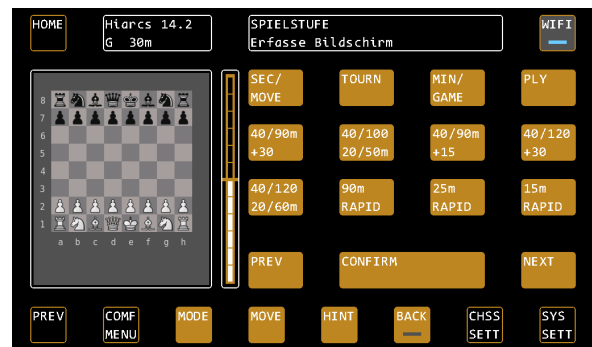 HOME
Hiarcs 14.2
G 30m
SPIELSTUFE
Erfasse Bildschirm
WIFI
SEC/
MOVE
TOURN
MIN/
GAME
PLY
40/90m
+30
40/100
20/50m
40/90m
+15
40/120
+30
40/120
20/60m
90m
RAPID
25m
RAPID
15m
RAPID
PREV
CONFIRM
NEXT
8
7
6
5
4
3
2
1
a b c d e f g h
PREV
COMF
MENU
MODE
MOVE
HINT
BACK
CHSS
SETT
SYS
SETT